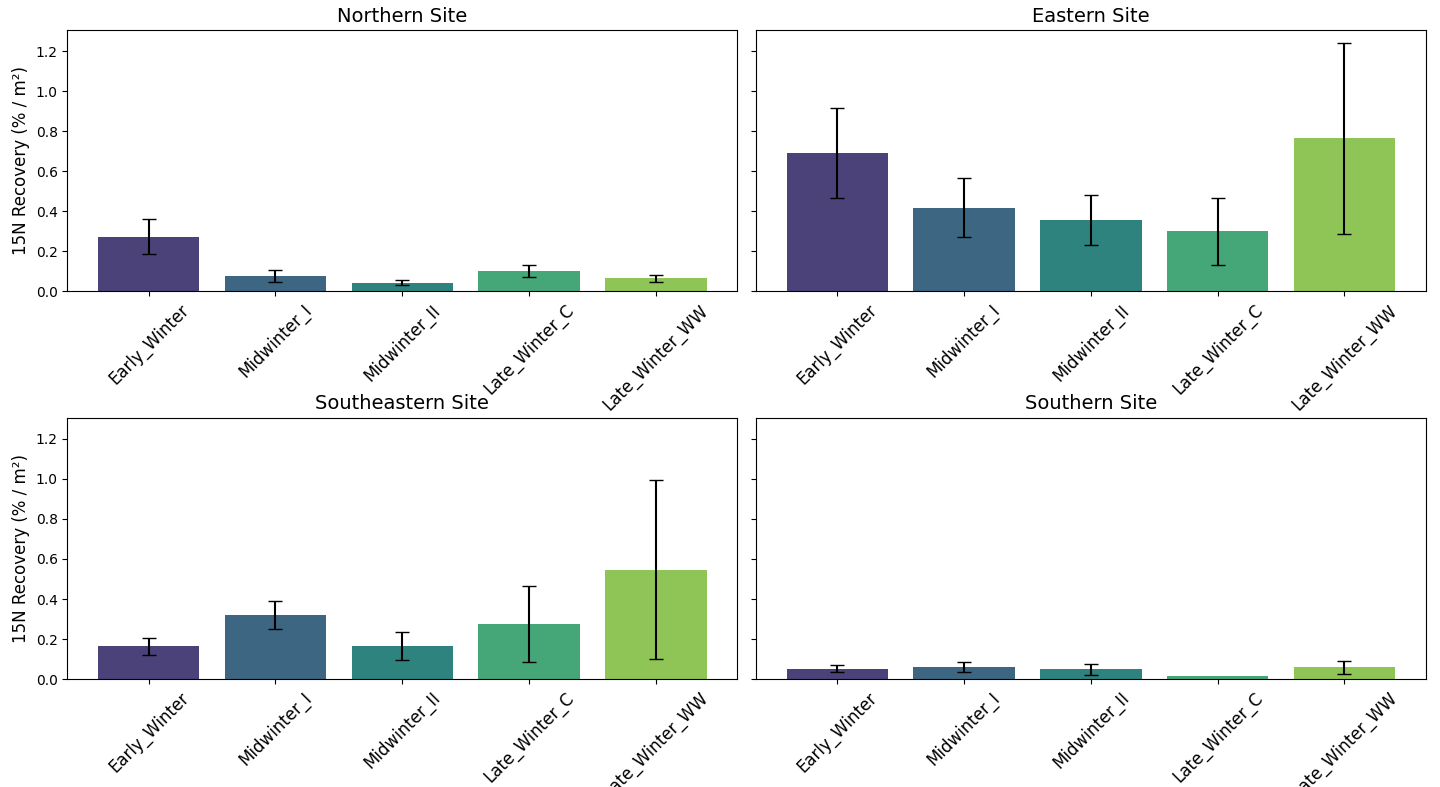 Northern Site
Eastern Site
15N Recovery (% / m²)
1.2
1.0
0.8
0.6
0.4
0.2
0.0
Early_Winter
Midwinter_I
Midwinter_II
Late_Winter_C
Late_Winter_WW
Early_Winter
Midwinter_I
Midwinter_II
Late_Winter_C
Late_Winter_WW
Southeastern Site
Southern Site
15N Recovery (% / m²)
1.2
1.0
0.8
0.6
0.4
0.2
0.0
Early_Winter
Midwinter_I
Midwinter_II
Late_Winter_C
ate_Winter_WW
Early_Winter
Midwinter_I
Midwinter_II
Late_Winter_C
ate_Winter_WW